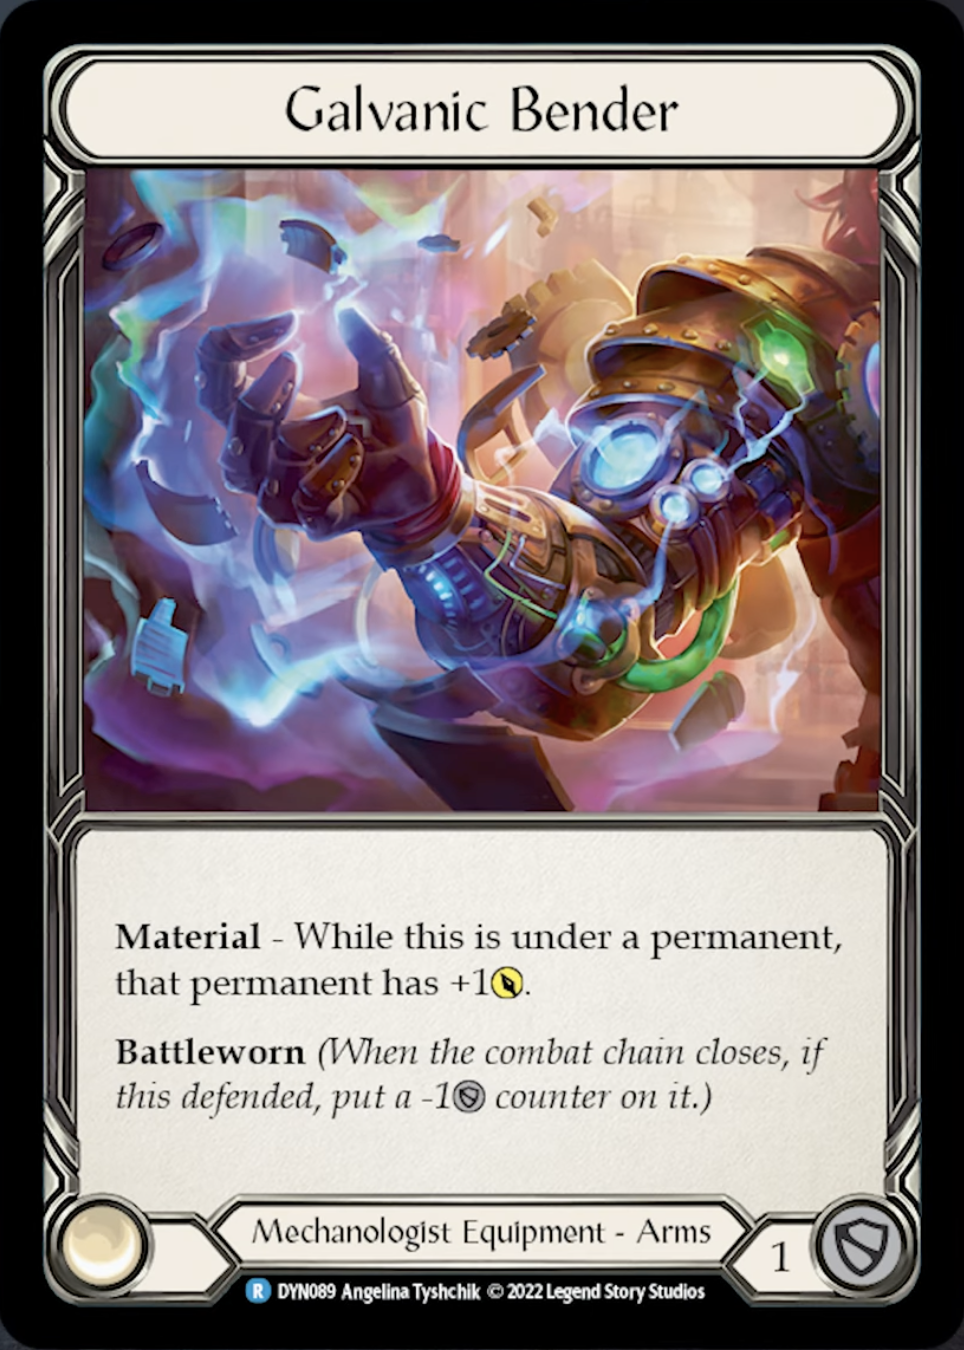 Galvanic Bender
Material - While this is under a permanent,
that permanent has +1.
Battleworn (When the combat chain closes, if
this defended, put a -1 counter on it.)
Mechanologist Equipment - Arms
1
R DYN089 Angelina Tyshchik © 2022 Legend Story Studios